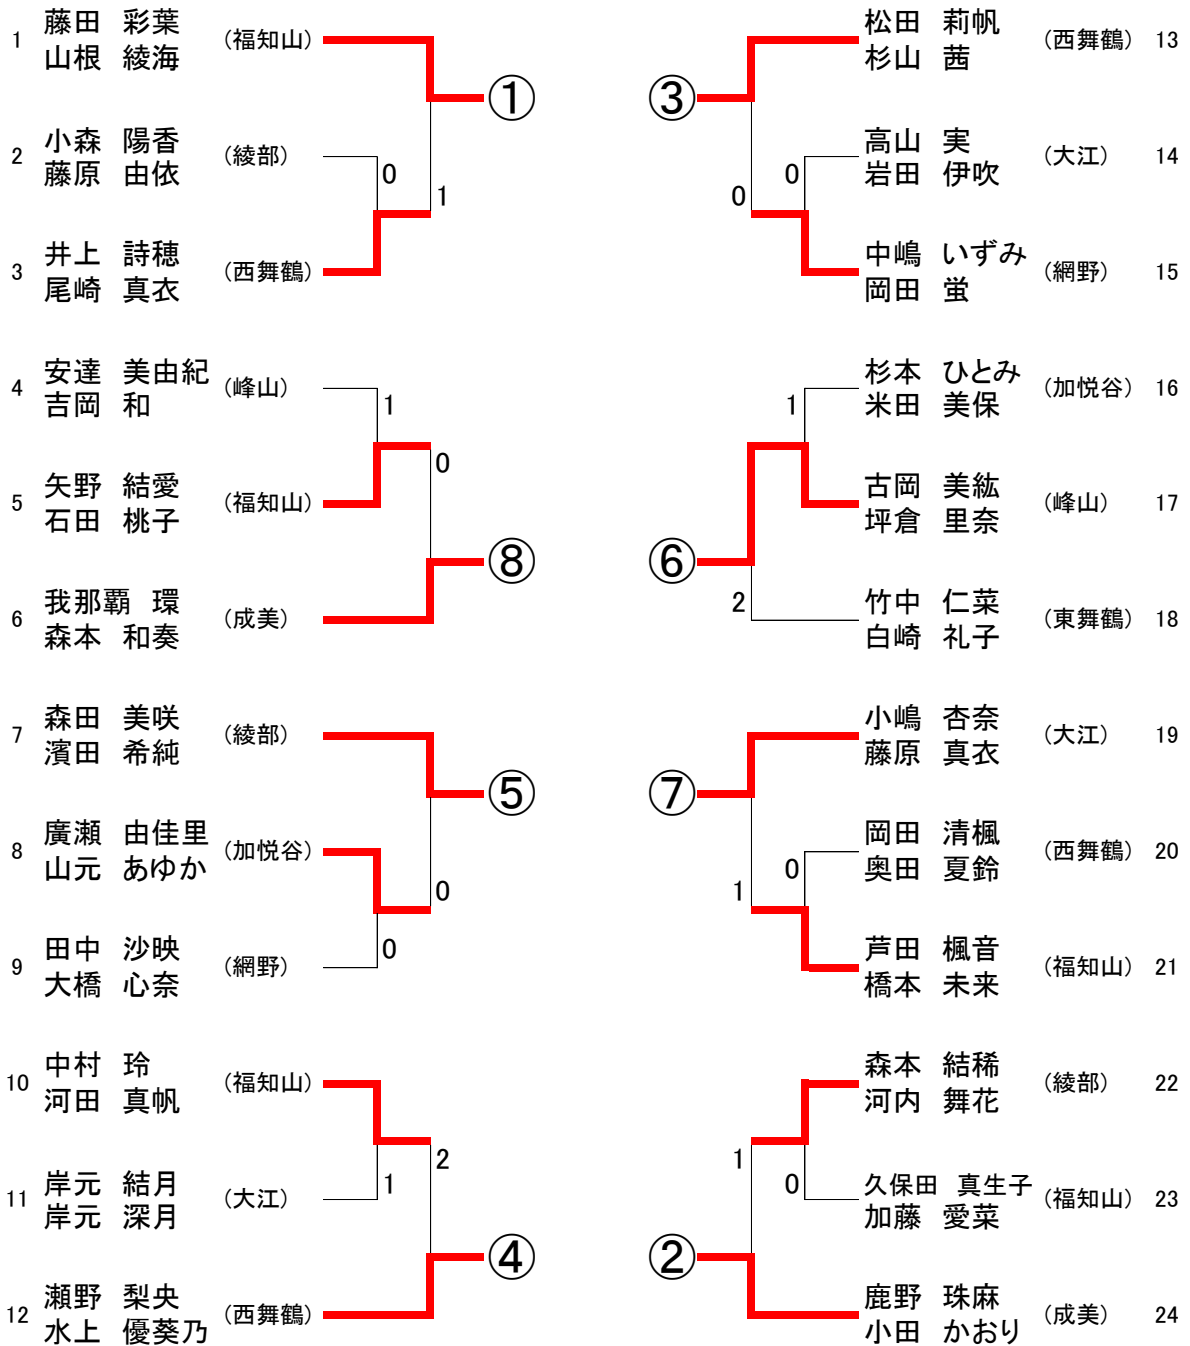 1 藤田 彩葉 (福知山)
山根 綾海
①
2 小森 陽香 (綾部)
藤原 由依
0
1
3 井上 詩穂 (西舞鶴)
尾崎 真衣
4 安達 美由紀 (峰山)
吉岡 和
1
0
5 矢野 結愛 (福知山)
石田 桃子
⑧
6 我那覇 環 (成美)
森本 和奏
7 森田 美咲 (綾部)
濱田 希純
⑤
8 廣瀬 由佳里 (加悦谷)
山元 あゆか
0
0
9 田中 沙映 (網野)
大橋 心奈
10 中村 玲 (福知山)
河田 真帆
2
1
11 岸元 結月 (大江)
岸元 深月
④
12 瀬野 梨央 (西舞鶴)
水上 優葵乃
松田 莉帆 (西舞鶴) 13
杉山 茜
③
高山 実 (大江) 14
岩田 伊吹
0
0
中嶋 いずみ (網野) 15
岡田 蛍
杉本 ひとみ (加悦谷) 16
米田 美保
1
古岡 美紘 (峰山) 17
坪倉 里奈
⑥
2
竹中 仁菜 (東舞鶴) 18
白崎 礼子
小嶋 杏奈 (大江) 19
藤原 真衣
⑦
岡田 清楓 (西舞鶴) 20
奥田 夏鈴
0
1
芦田 楓音 (福知山) 21
橋本 未来
森本 結稀 (綾部) 22
河内 舞花
1
0
久保田 真生子 (福知山) 23
加藤 愛菜
②
鹿野 珠麻 (成美) 24
小田 かおり